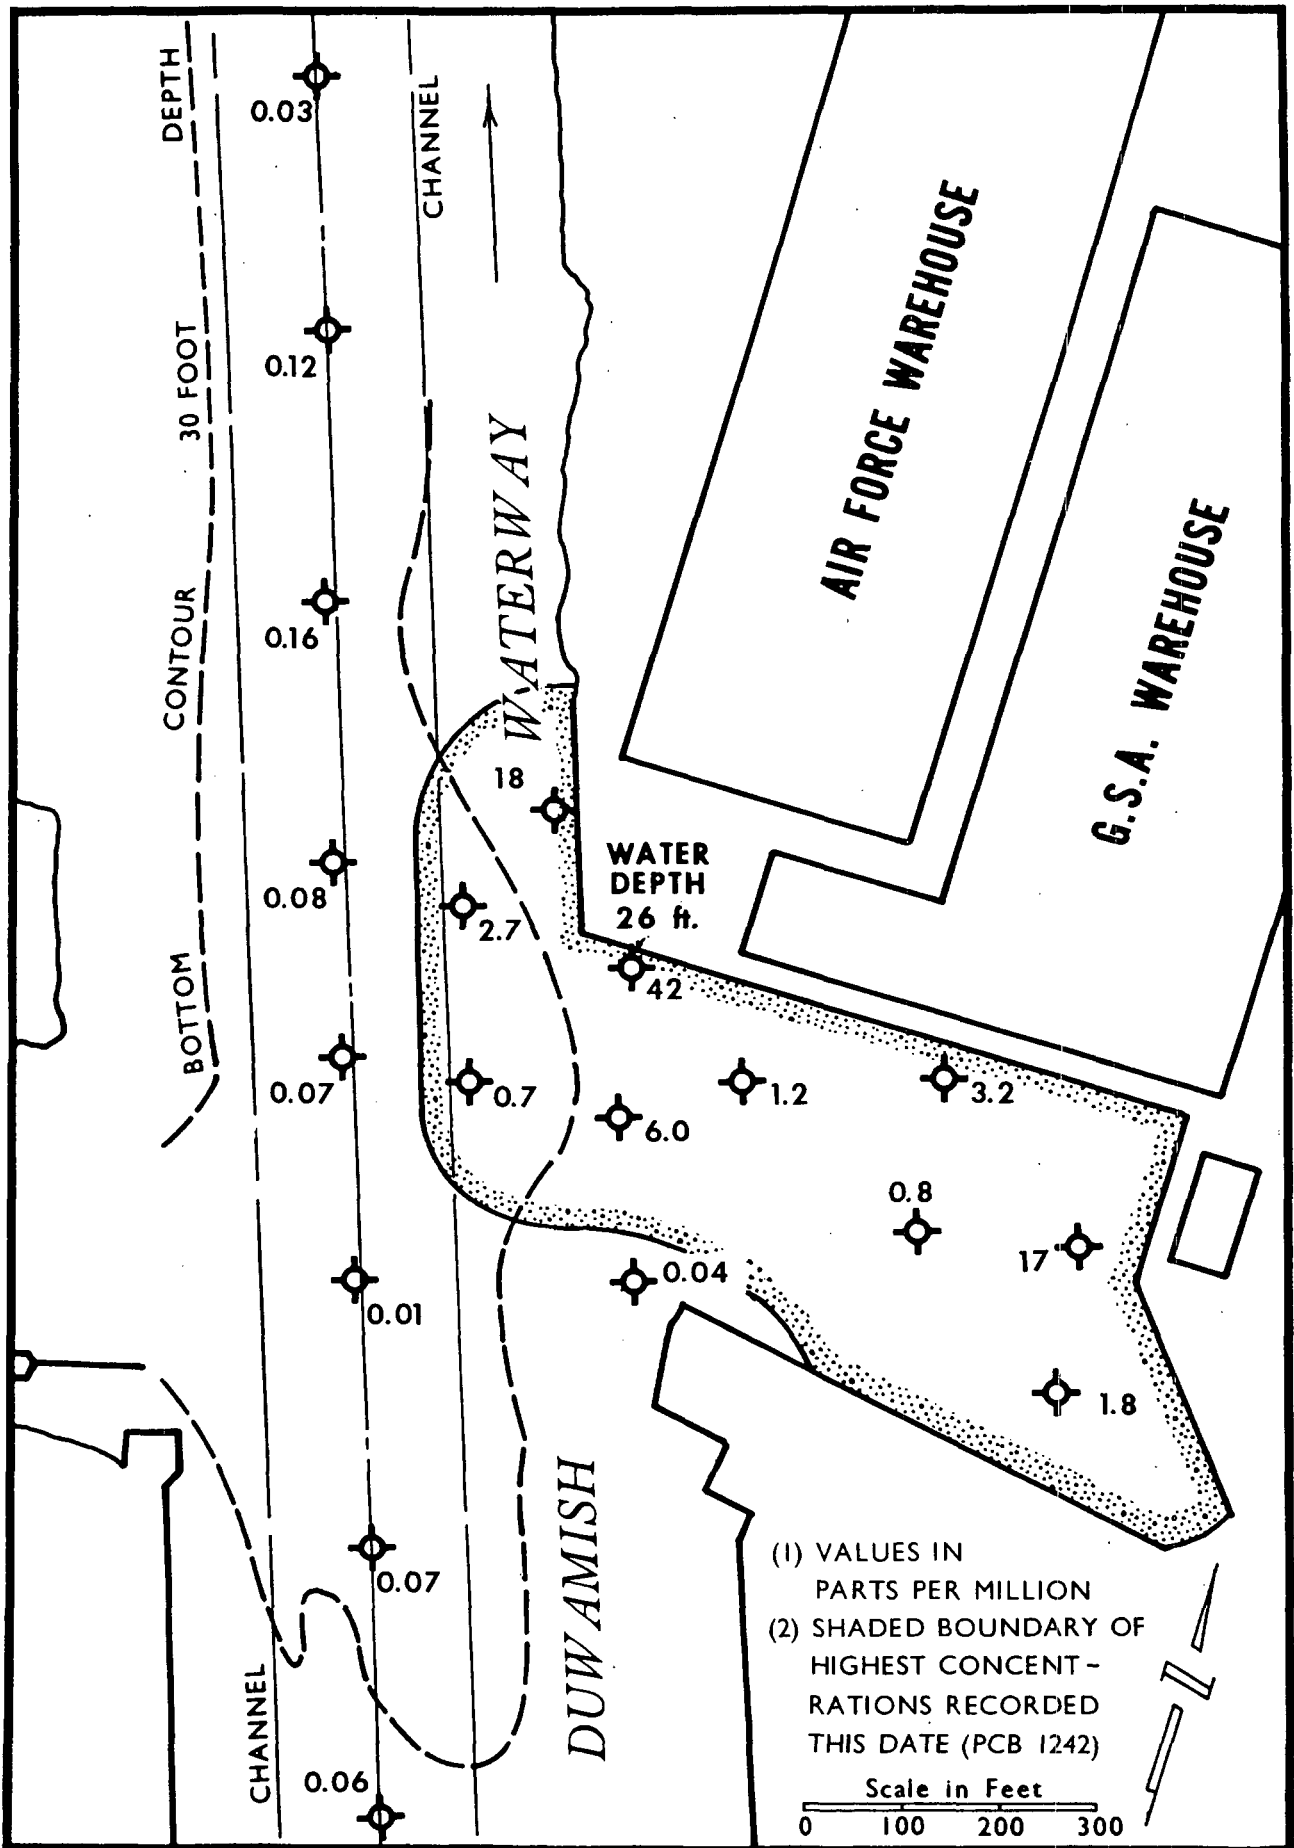 DEPTH
0.03
CHANNEL
30 FOOT
0.12
WATERWAY
AIR FORCE WAREHOUSE
G.S.A. WAREHOUSE
CONTOUR
0.16
18
WATER
DEPTH
26 ft.
0.08
2.7
42
BOTTOM
0.07
0.7
6.0
1.2
3.2
0.8
17
0.04
0.01
1.8
0.07
DUWAMISH
CHANNEL
0.06
(1) VALUES IN
PARTS PER MILLION
(2) SHADED BOUNDARY OF
HIGHEST CONCENT-
RATIONS RECORDED
THIS DATE (PCB 1242)
Scale in Feet
0 100 200 300
N